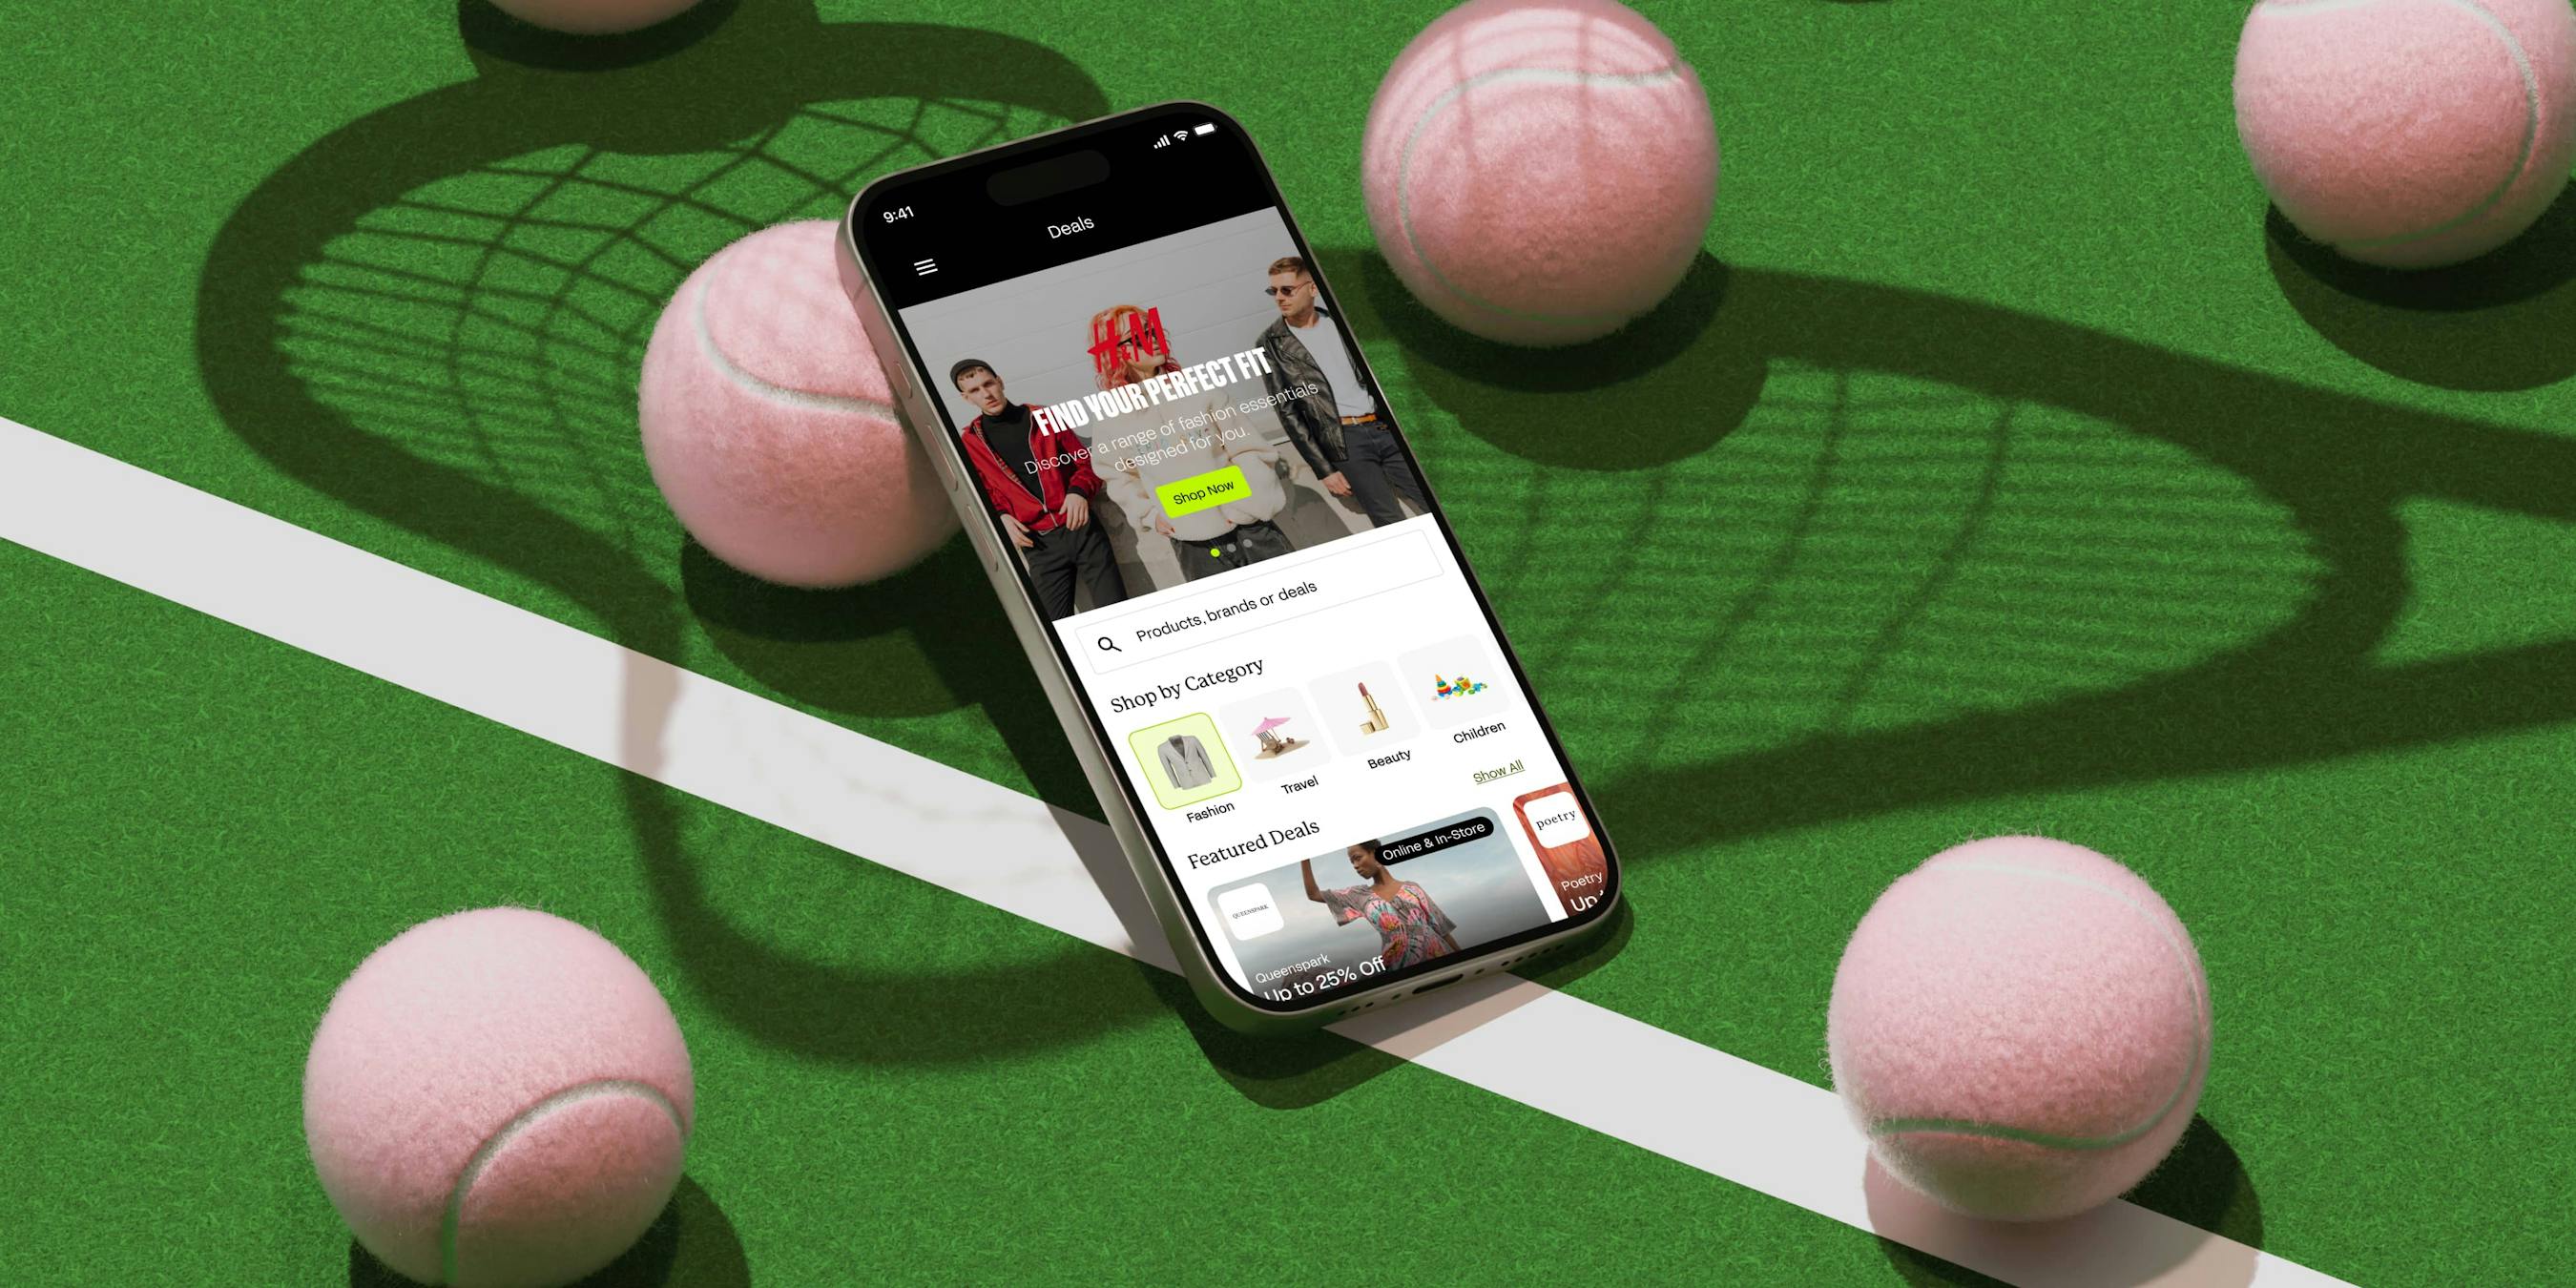 9:41
Deals
H&M
FIND YOUR PERFECT FIT
Discover a range of fashion essentials
designed for you.
Shop Now
Products, brands or deals
Shop by Category
Fashion
Travel
Beauty
Children
Show All
Featured Deals
Online & In-Store
QUEENSPARK
Queenspark
Up to 25% Off
poetry
Poetry
Up